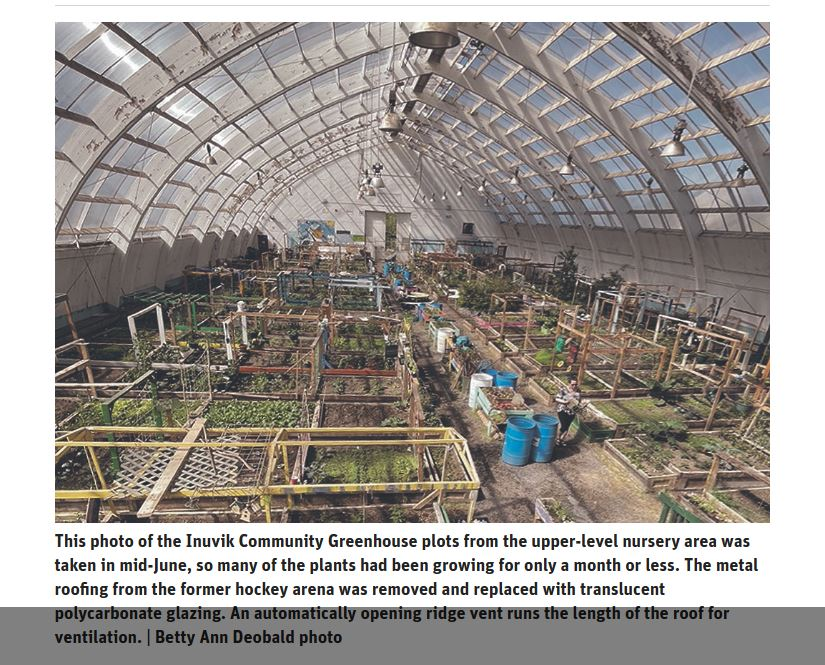 This photo of the Inuvik Community Greenhouse plots from the upper-level nursery area was
taken in mid-June, so many of the plants had been growing for only a month or less. The metal
roofing from the former hockey arena was removed and replaced with translucent
polycarbonate glazing. An automatically opening ridge vent runs the length of the roof for
ventilation. | Betty Ann Deobald photo